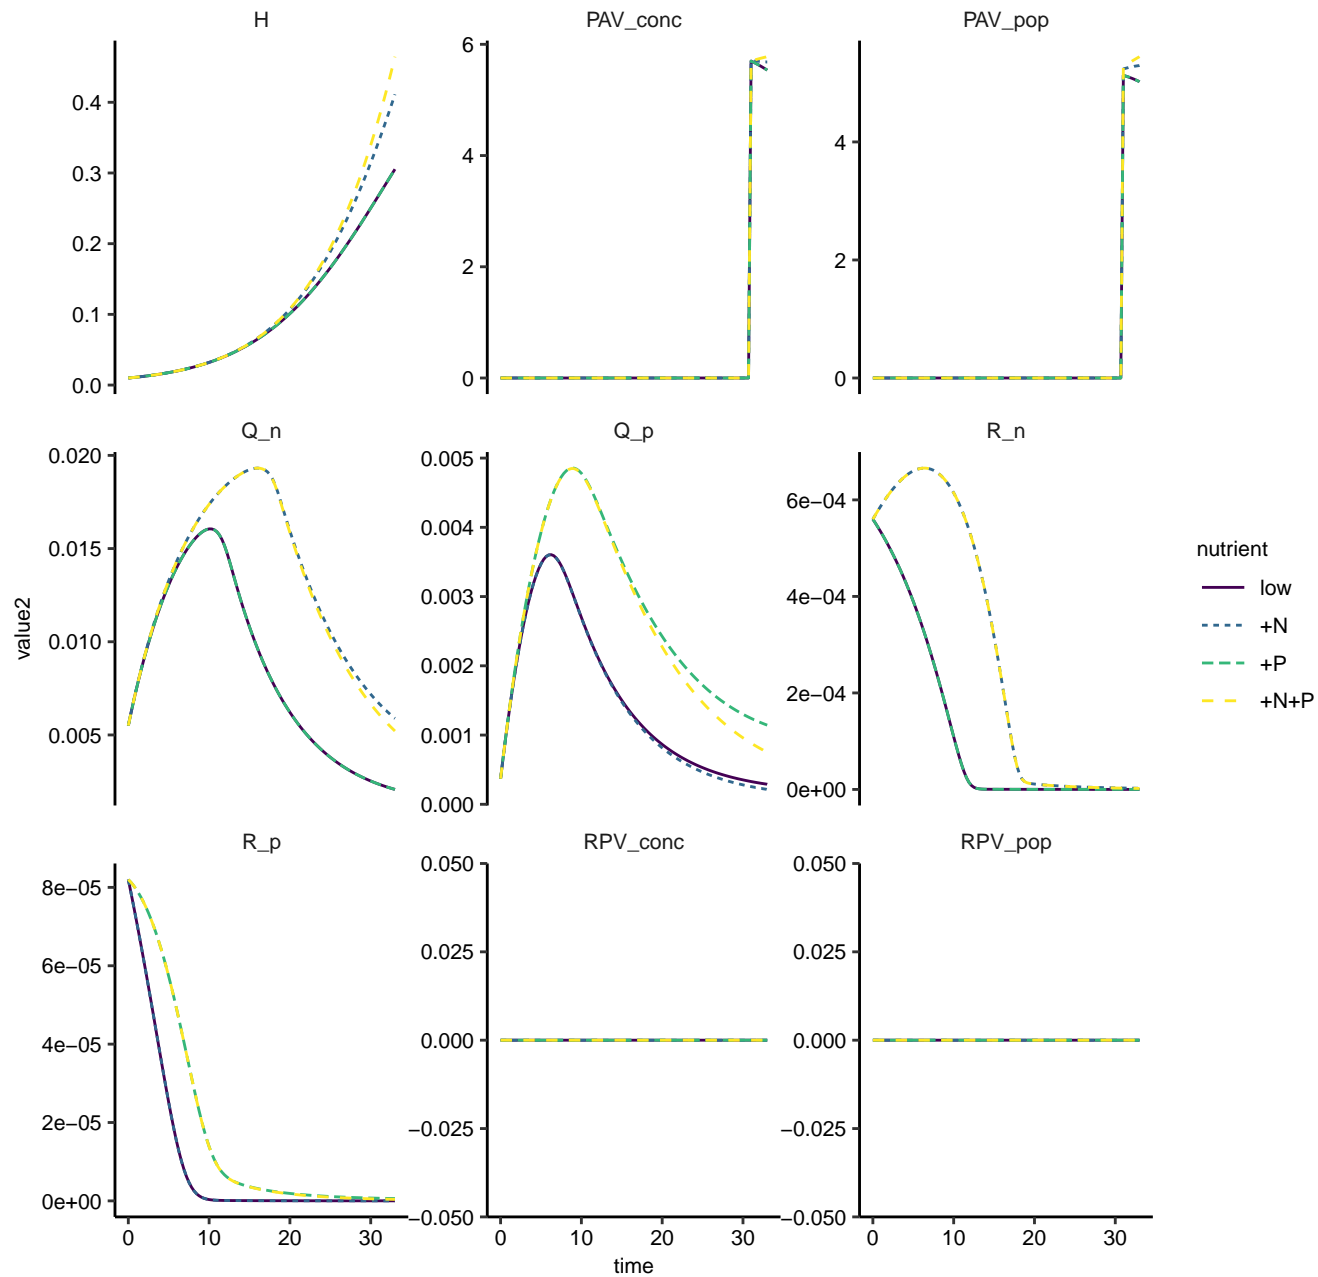 H
PAV_conc
PAV_pop
0.4
0.3
0.2
0.1
0.0
6
4
2
0
4
2
0
Q_n
Q_p
R_n
0.020
0.015
0.010
0.005
0.005
0.004
0.003
0.002
0.001
0.000
6e−04
4e−04
2e−04
0e+00
R_p
RPV_conc
RPV_pop
8e−05
6e−05
4e−05
2e−05
0e+00
0.050
0.025
0.000
−0.025
−0.050
0.050
0.025
0.000
−0.025
−0.050
0 10 20 30
0 10 20 30
0 10 20 30
time
value2
nutrient
low
+N
+P
+N+P